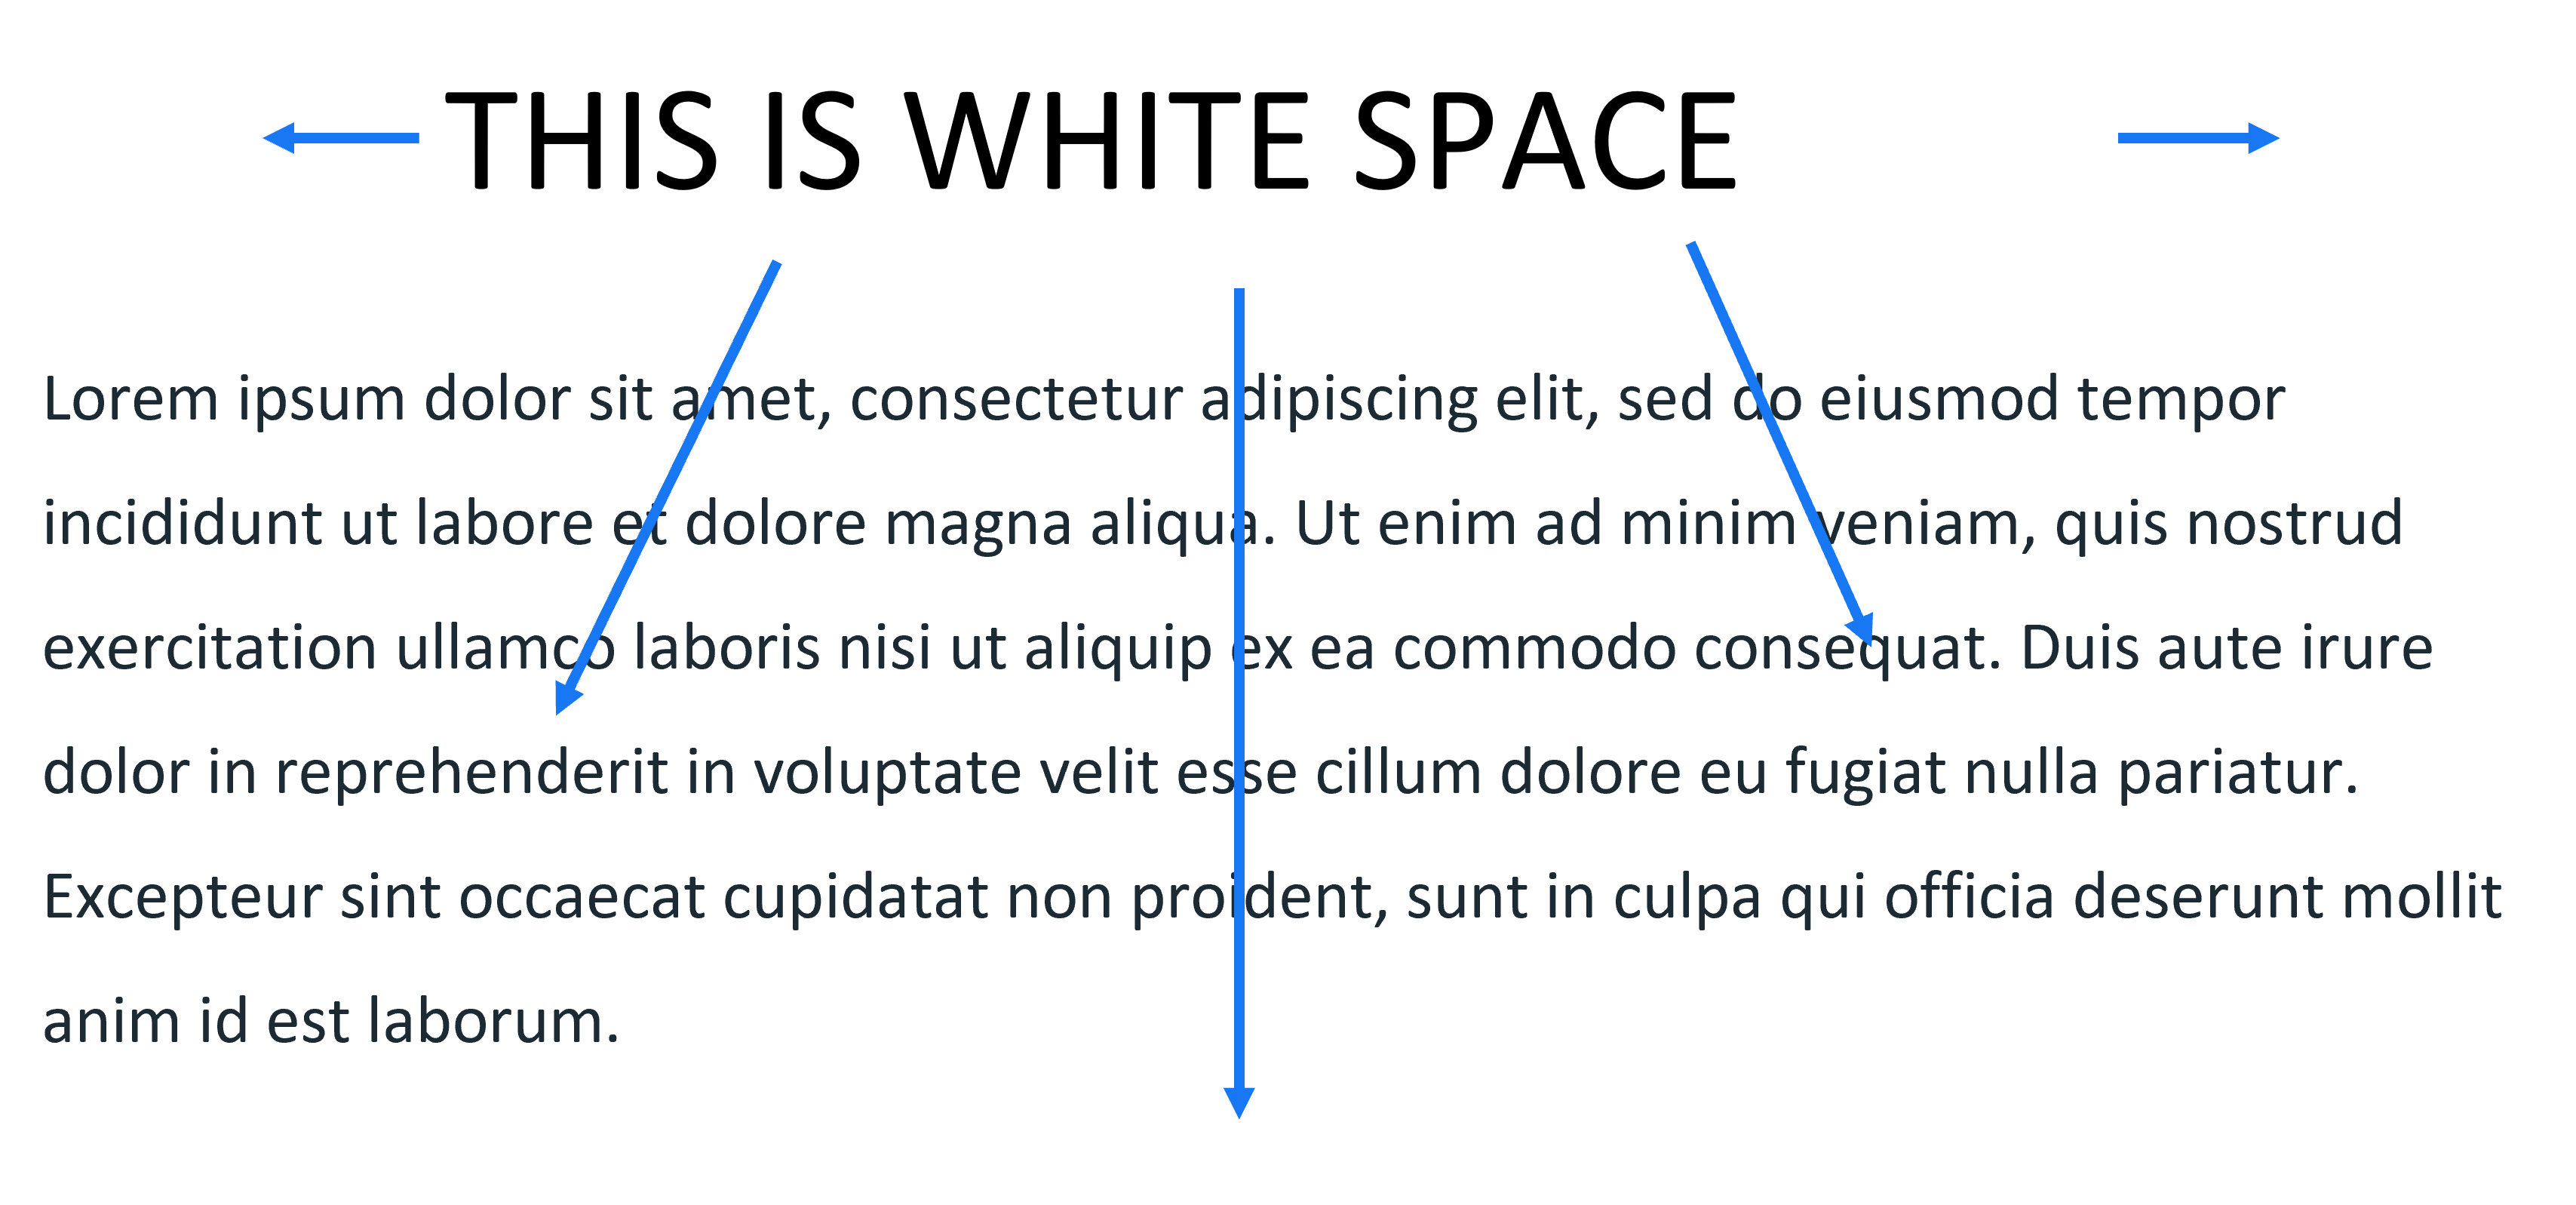 THIS IS WHITE SPACE
Lorem ipsum dolor sit amet, consectetur adipiscing elit, sed do eiusmod tempor
incididunt ut labore et dolore magna aliqua. Ut enim ad minim veniam, quis nostrud
exercitation ullamco laboris nisi ut aliquip ex ea commodo consequat. Duis aute irure
dolor in reprehenderit in voluptate velit esse cillum dolore eu fugiat nulla pariatur.
Excepteur sint occaecat cupidatat non proident, sunt in culpa qui officia deserunt mollit
anim id est laborum.